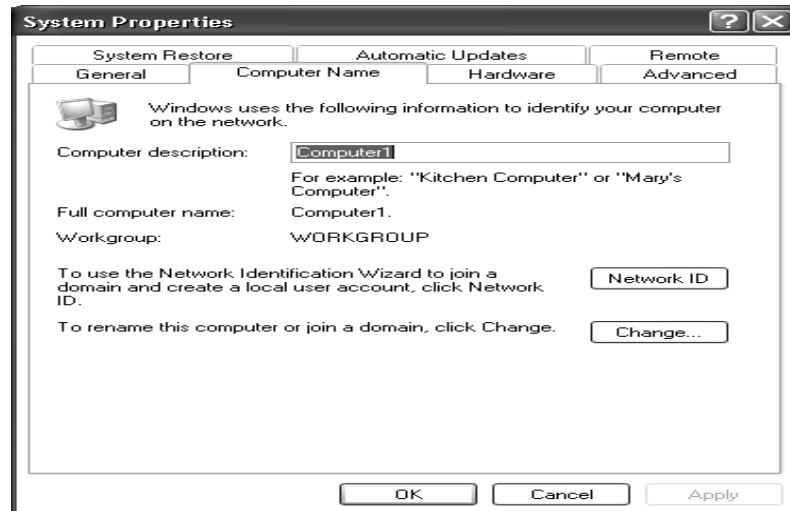 System Properties
System Restore
Automatic Updates
Remote
General
Computer Name
Hardware
Advanced
Windows uses the following information to identify your computer
on the network.
Computer description:
Computer1
For example: "Kitchen Computer" or "Mary's
Computer".
Full computer name:
Computer1.
Workgroup:
WORKGROUP
To use the Network Identification Wizard to join a
domain and create a local user account, click Network
ID.
Network ID
To rename this computer or join a domain, click Change.
Change...
OK
Cancel
Apply